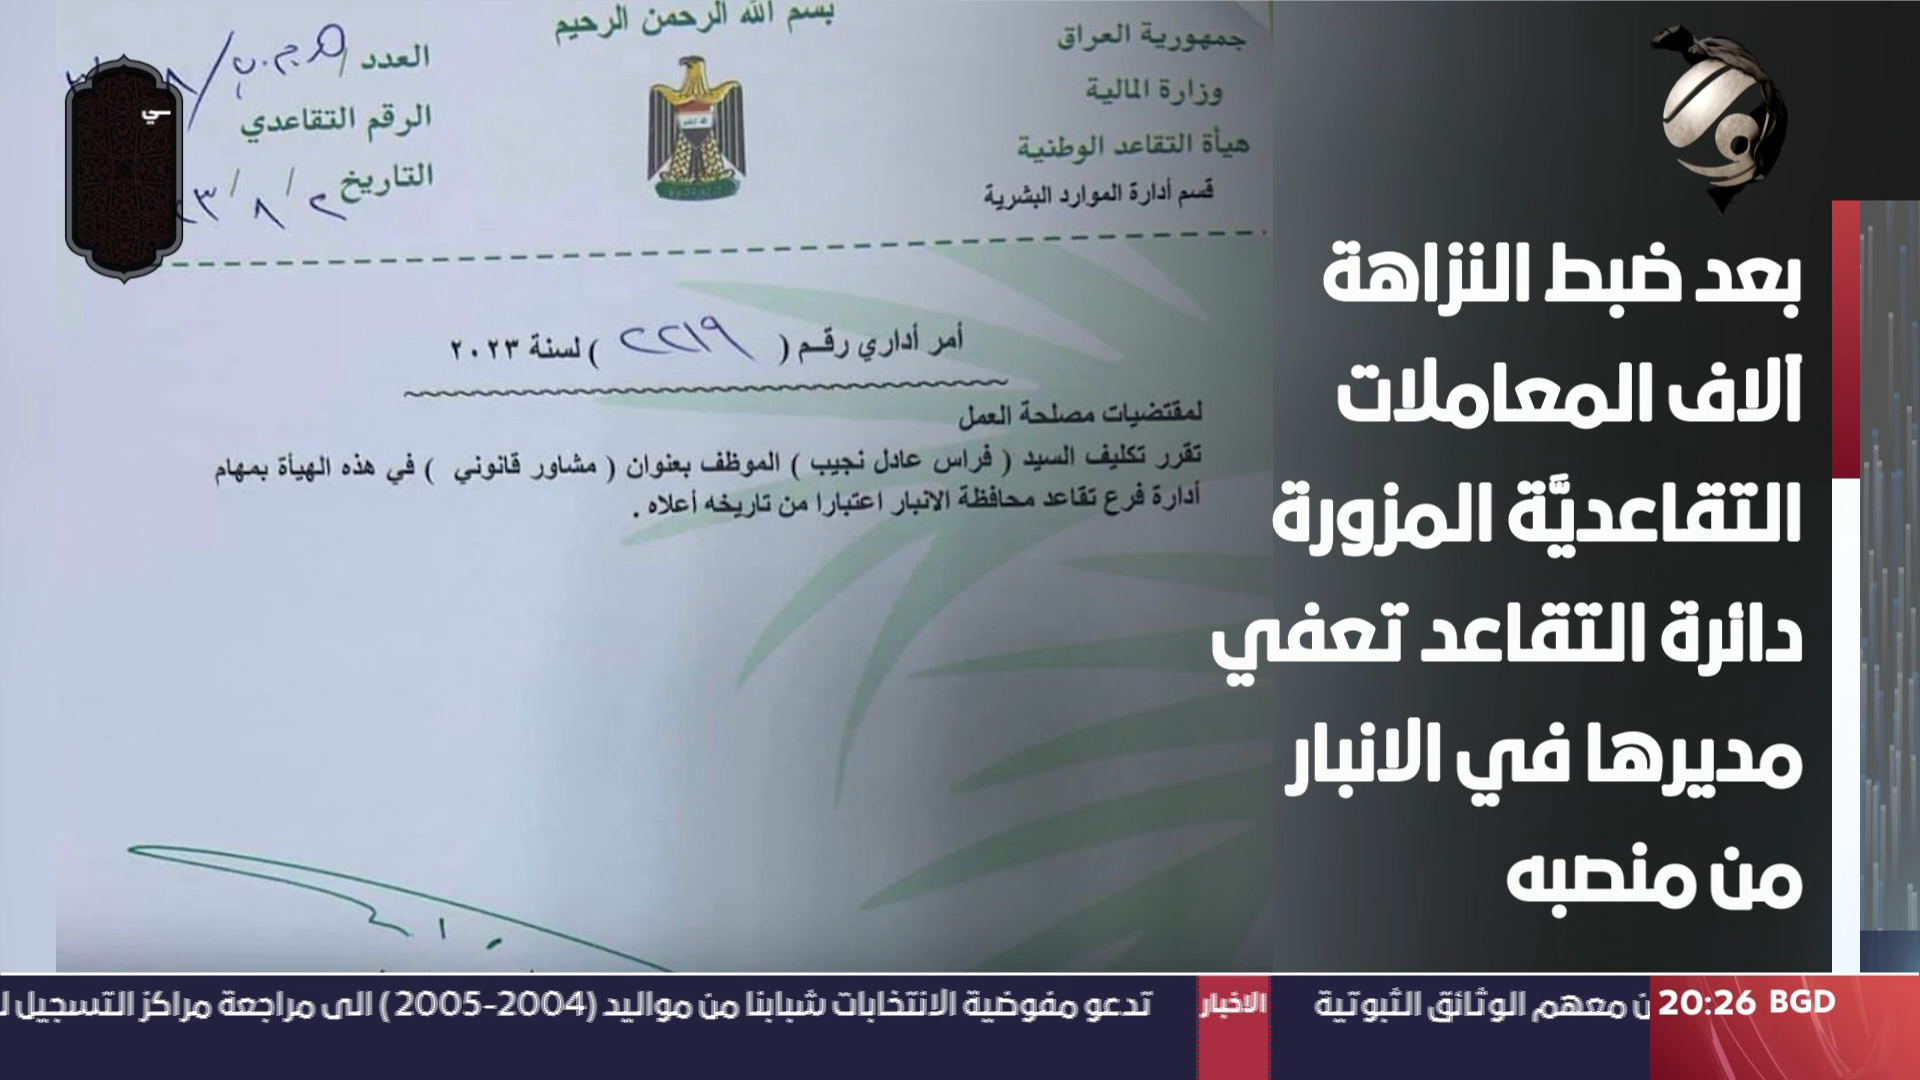 بسم الله الرحمن الرحيم
جمهورية العراق
وزارة المالية
هيأة التقاعد الوطنية
قسم أدارة الموارد البشرية
العدد
الرقم التقاعدي
التاريخ ٢ / ٨ /
أمر أداري رقم ( ٢٢١٩ ) لسنة ٢٠٢٣
لمقتضيات مصلحة العمل
تقرر تكليف السيد ( فراس عادل نجيب ) الموظف بعنوان ( مشاور قانوني ) في هذه الهيأة بمهام
أدارة فرع تقاعد محافظة الانبار اعتبارا من تاريخه أعلاه .
بعد ضبط النزاهة
آلاف المعاملات
التقاعديَّة المزورة
دائرة التقاعد تعفي
مديرها في الانبار
من منصبه
20:26 BGD
معهم الوثائق الثبوتية
الاخبار
تدعو مفوضية الانتخابات شبابنا من مواليد (2004-2005) الى مراجعة مراكز التسجيل